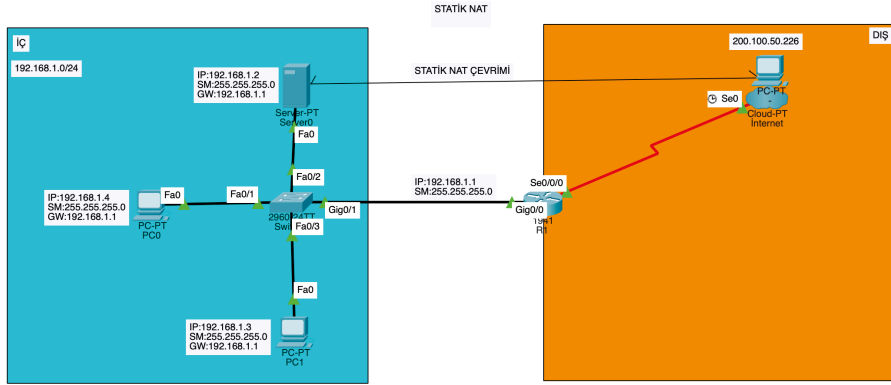 STATİK NAT
İÇ
192.168.1.0/24
IP:192.168.1.2
SM:255.255.255.0
GW:192.168.1.1
Server-PT
Server0
Fa0
STATİK NAT ÇEVRİMİ
DIŞ
200.100.50.226
PC-PT
Se0
Cloud-PT
İnternet
IP:192.168.1.4
SM:255.255.255.0
GW:192.168.1.1
Fa0
PC-PT
PC0
Fa0/1
Fa0/2
2960-24TT
Fa0/3
Gig0/1
IP:192.168.1.1
SM:255.255.255.0
Se0/0/0
Gig0/0
1941
R1
Fa0
IP:192.168.1.3
SM:255.255.255.0
GW:192.168.1.1
PC-PT
PC1